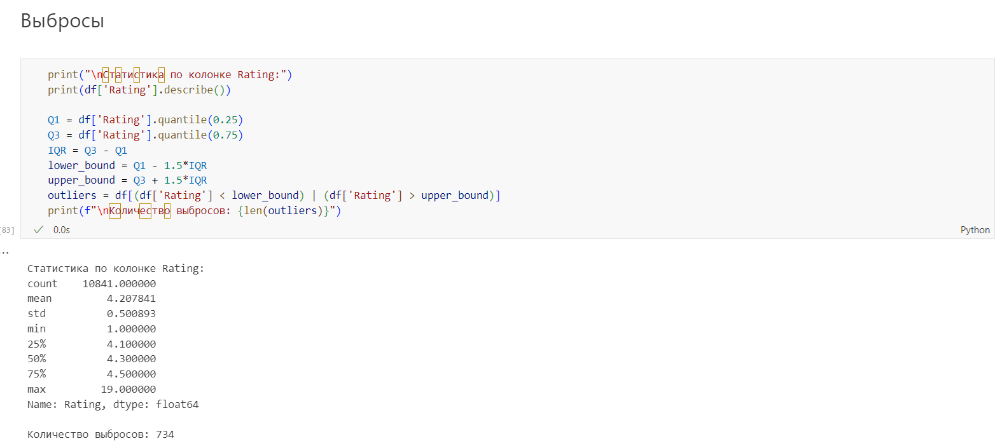 Выбросы
print("\nСтатистика по колонке Rating:")
print(df['Rating'].describe())
Q1 = df['Rating'].quantile(0.25)
Q3 = df['Rating'].quantile(0.75)
IQR = Q3 - Q1
lower_bound = Q1 - 1.5*IQR
upper_bound = Q3 + 1.5*IQR
outliers = df[(df['Rating'] < lower_bound) | (df['Rating'] > upper_bound)]
print(f"\nКоличество выбросов: {len(outliers)}")
[83] 0.0s Python
...
Статистика по колонке Rating:
count 10841.000000
mean 4.207841
std 0.500893
min 1.000000
25% 4.100000
50% 4.300000
75% 4.500000
max 19.000000
Name: Rating, dtype: float64
Количество выбросов: 734